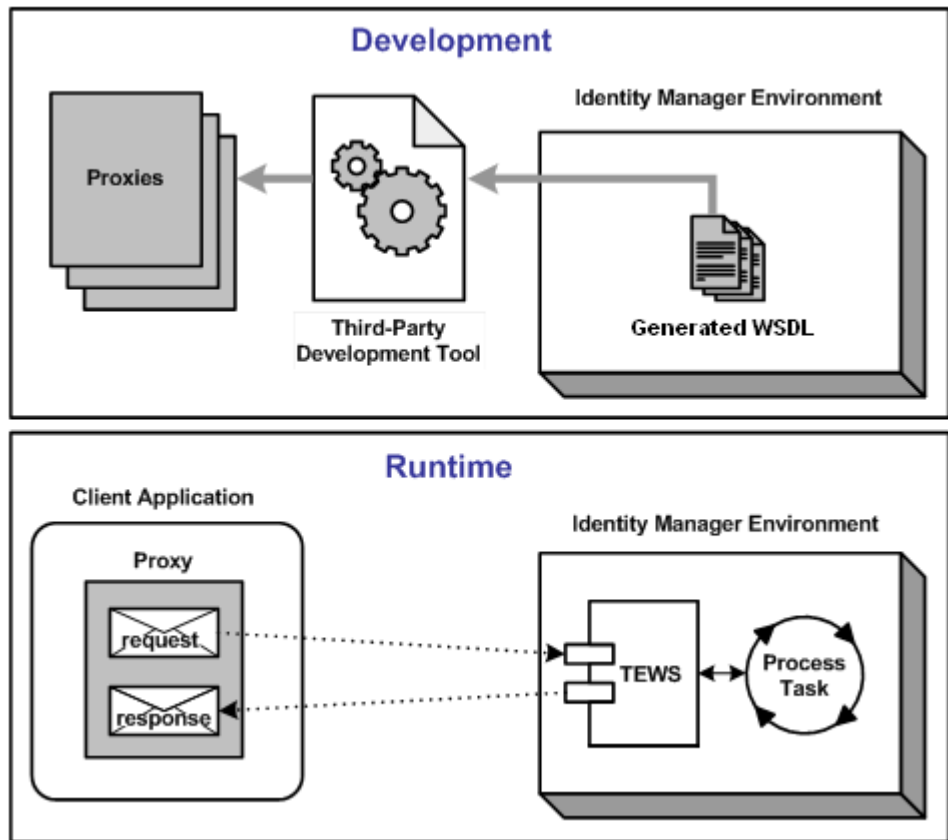 Development
Identity Manager Environment
Proxies
Third-Party
Development Tool
Generated WSDL
Runtime
Client Application
Identity Manager Environment
Proxy
request
response
TEWS
Process
Task